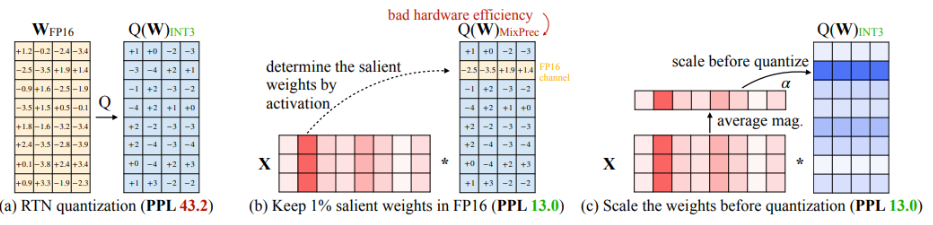 W_FP16
+1.2 −0.2 −2.4 −3.4
−2.5 −3.5 +1.9 +1.4
−0.9 +1.6 −2.5 −1.9
−3.5 +1.5 +0.5 −0.1
+1.8 −1.6 −3.2 −3.4
+2.4 −3.5 −2.8 −3.9
+0.1 −3.8 +2.4 +3.4
+0.9 +3.3 −1.9 −2.3
Q
Q(W)_INT3
+1 +0 −2 −3
−3 −4 +2 +1
−1 +2 −3 −2
−4 +2 +1 +0
+2 −2 −3 −3
+2 −4 −3 −4
+0 −4 +2 +3
+1 +3 −2 −2
(a) RTN quantization (PPL 43.2)
bad hardware efficiency
Q(W)_MixPrec
determine the salient
weights by
activation
X
*
+1 +0 −2 −3
−2.5 −3.5 +1.9 +1.4
−1 +2 −3 −2
−4 +2 +1 +0
+2 −2 −3 −3
+2 −4 −3 −4
+0 −4 +2 +3
+1 +3 −2 −2
FP16
channel
(b) Keep 1% salient weights in FP16 (PPL 13.0)
Q(W)_INT3
scale before quantize
α
average mag.
X
*
(c) Scale the weights before quantization (PPL 13.0)